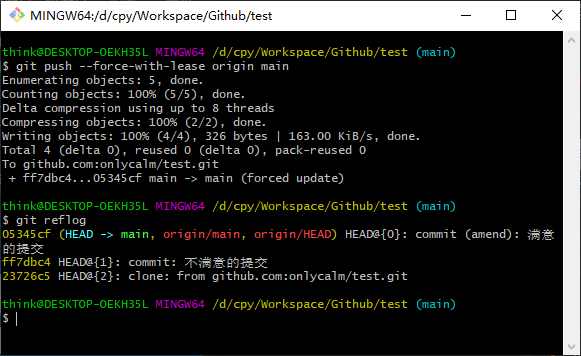 MINGW64:/d/cpy/Workspace/Github/test
think@DESKTOP-OEKH35L MINGW64 /d/cpy/Workspace/Github/test (main)
$ git push --force-with-lease origin main
Enumerating objects: 5, done.
Counting objects: 100% (5/5), done.
Delta compression using up to 8 threads
Compressing objects: 100% (2/2), done.
Writing objects: 100% (4/4), 326 bytes | 163.00 KiB/s, done.
Total 4 (delta 0), reused 0 (delta 0), pack-reused 0
To github.com:onlycalm/test.git
 + ff7dbc4...05345cf main -> main (forced update)
think@DESKTOP-OEKH35L MINGW64 /d/cpy/Workspace/Github/test (main)
$ git reflog
05345cf (HEAD -> main, origin/main, origin/HEAD) HEAD@{0}: commit (amend): 满意
的提交
ff7dbc4 HEAD@{1}: commit: 不满意的提交
23726c5 HEAD@{2}: clone: from github.com:onlycalm/test.git
think@DESKTOP-OEKH35L MINGW64 /d/cpy/Workspace/Github/test (main)
$